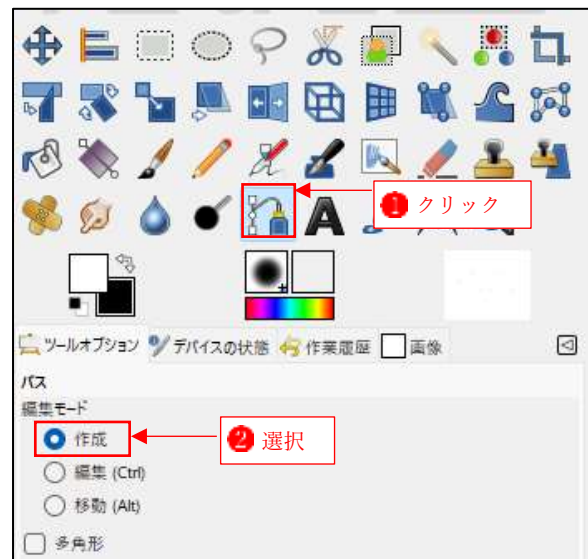 ❶ クリック
ツールオプション デバイスの状態 作業履歴 画像
パス
編集モード
作成
❷ 選択
編集 (Ctrl)
移動 (Alt)
多角形